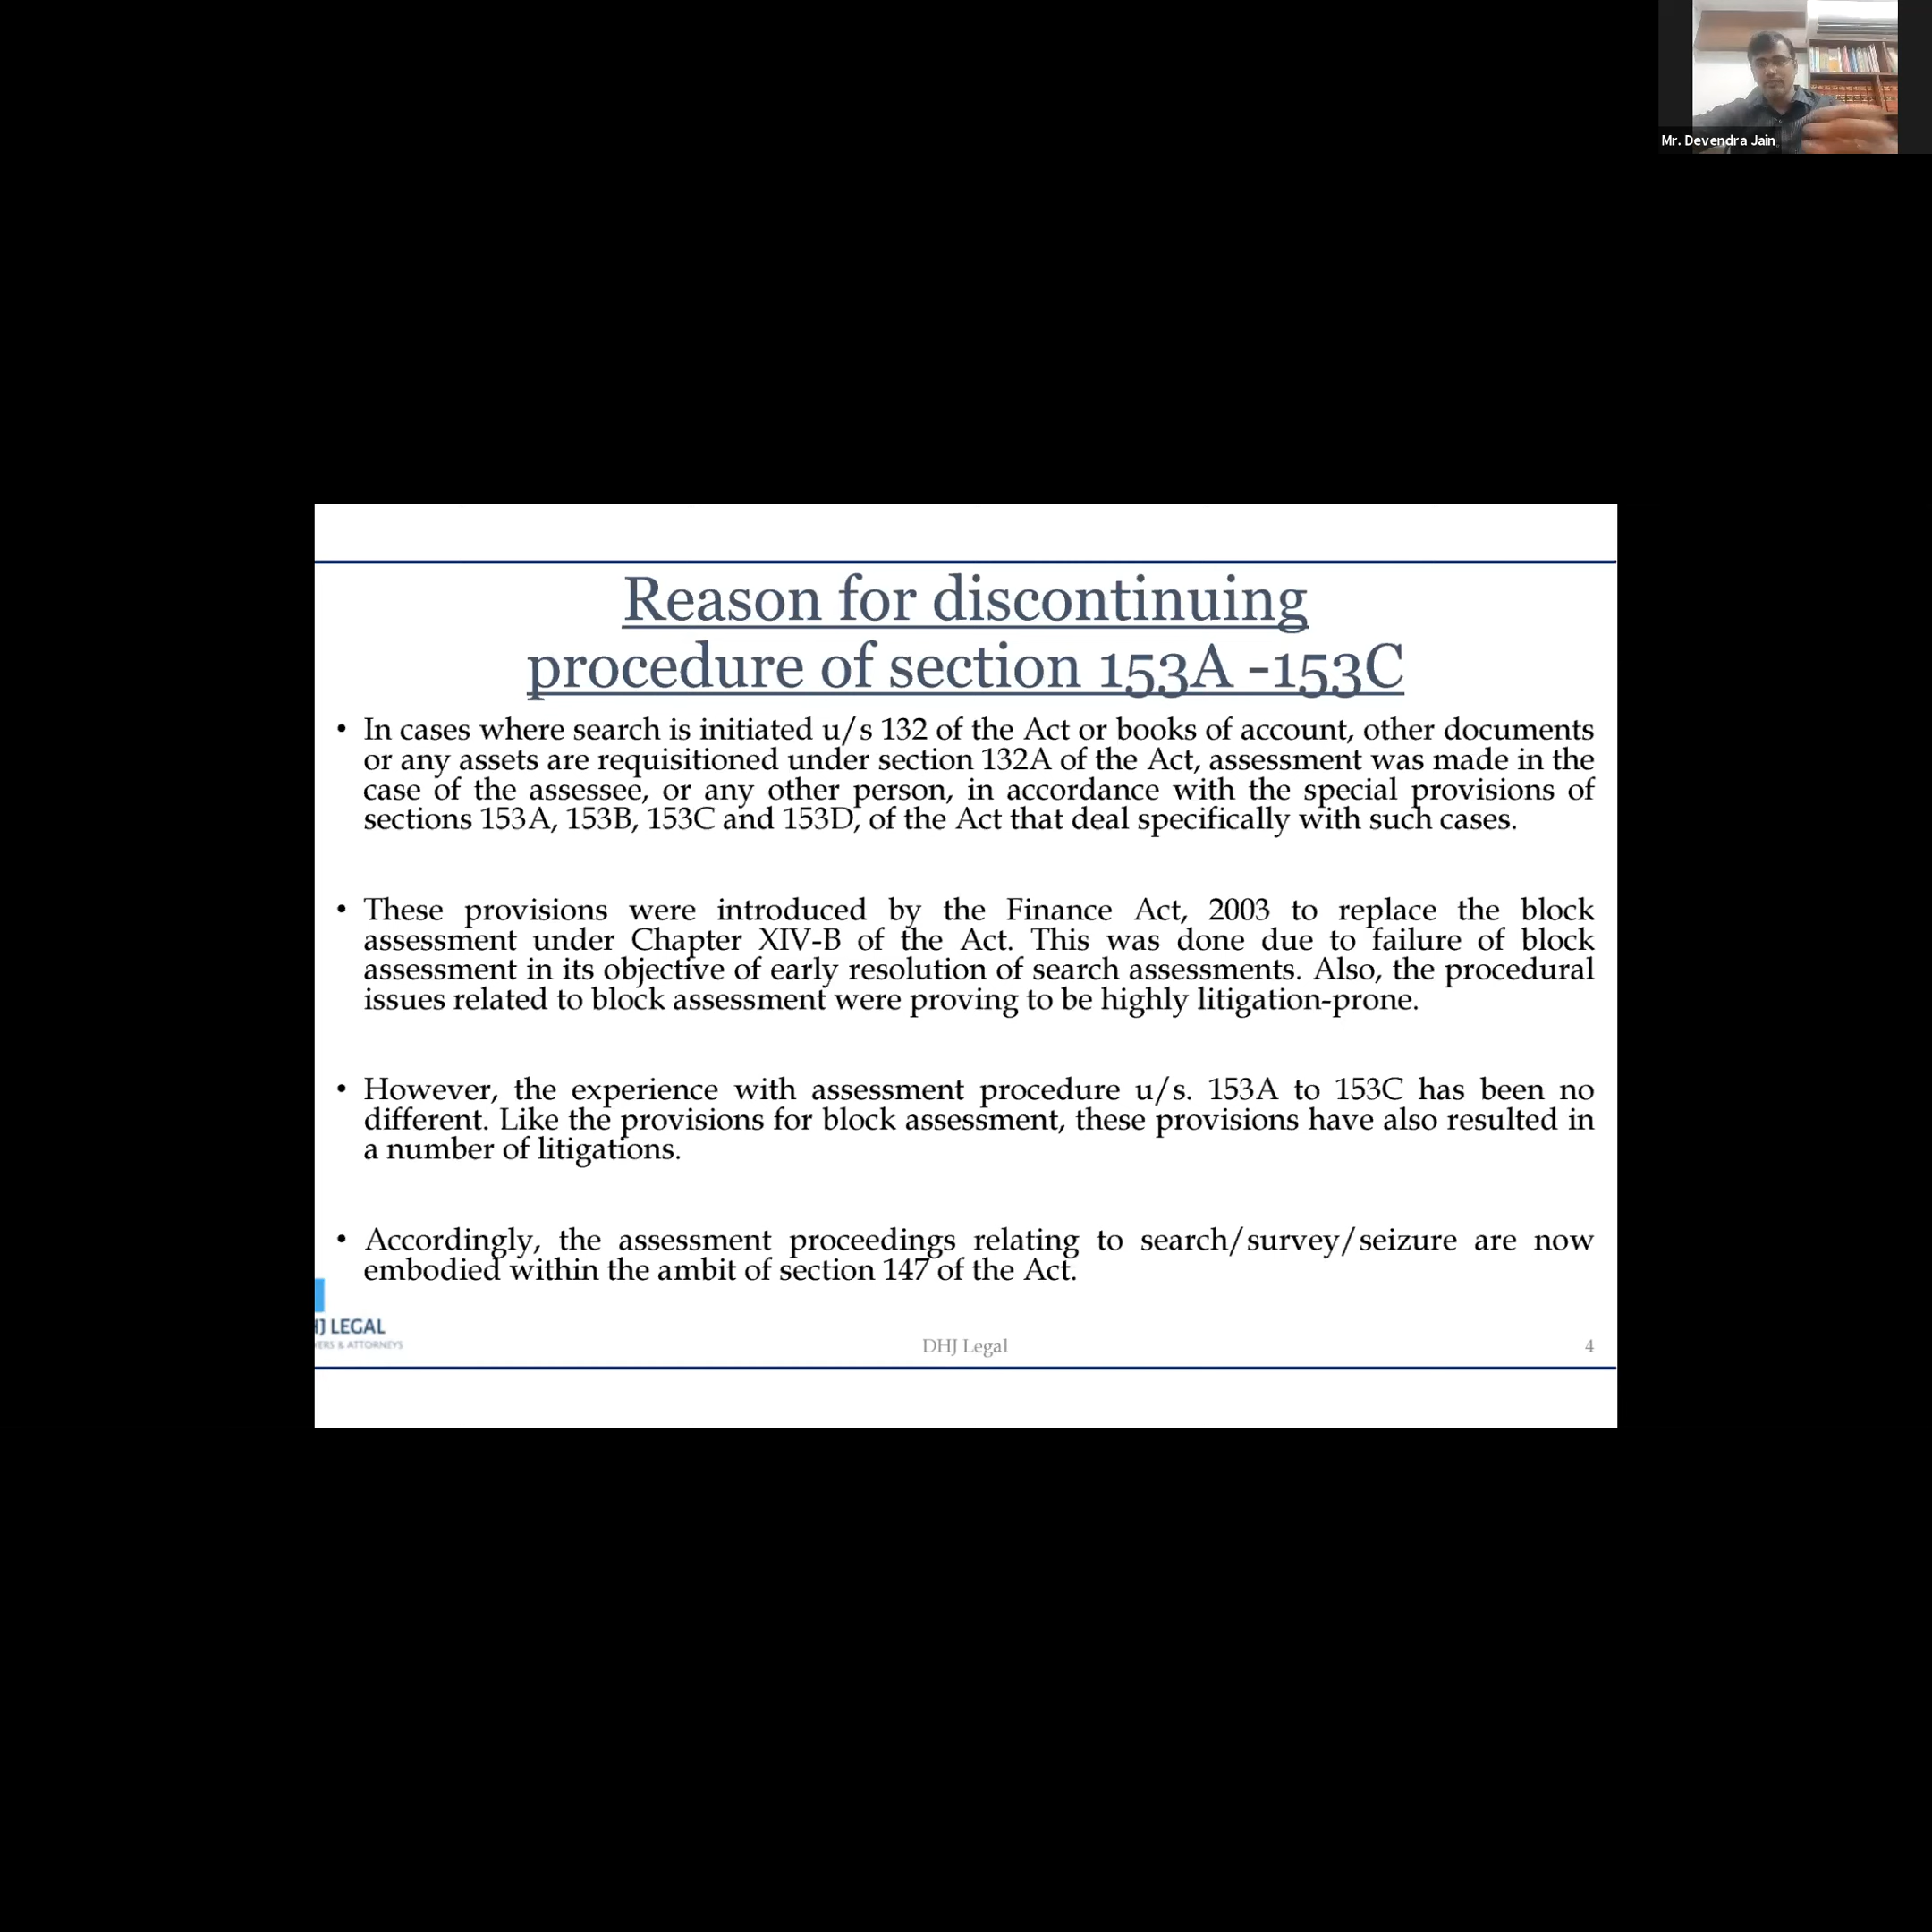 Mr. Devendra Jain
Reason for discontinuing
procedure of section 153A -153C
• In cases where search is initiated u/s 132 of the Act or books of account, other documents
or any assets are requisitioned under section 132A of the Act, assessment was made in the
case of the assessee, or any other person, in accordance with the special provisions of
sections 153A, 153B, 153C and 153D, of the Act that deal specifically with such cases.
• These provisions were introduced by the Finance Act, 2003 to replace the block
assessment under Chapter XIV-B of the Act. This was done due to failure of block
assessment in its objective of early resolution of search assessments. Also, the procedural
issues related to block assessment were proving to be highly litigation-prone.
• However, the experience with assessment procedure u/s. 153A to 153C has been no
different. Like the provisions for block assessment, these provisions have also resulted in
a number of litigations.
• Accordingly, the assessment proceedings relating to search/survey/seizure are now
embodied within the ambit of section 147 of the Act.
LEGAL
& ATTORNEYS
DHJ Legal
4